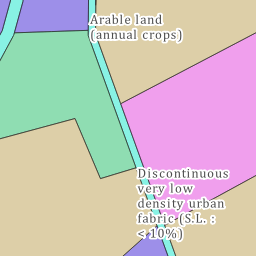 Arable land
(annual crops)
Discontinuous
very low
density urban
fabric (S.L. :
< 10%)